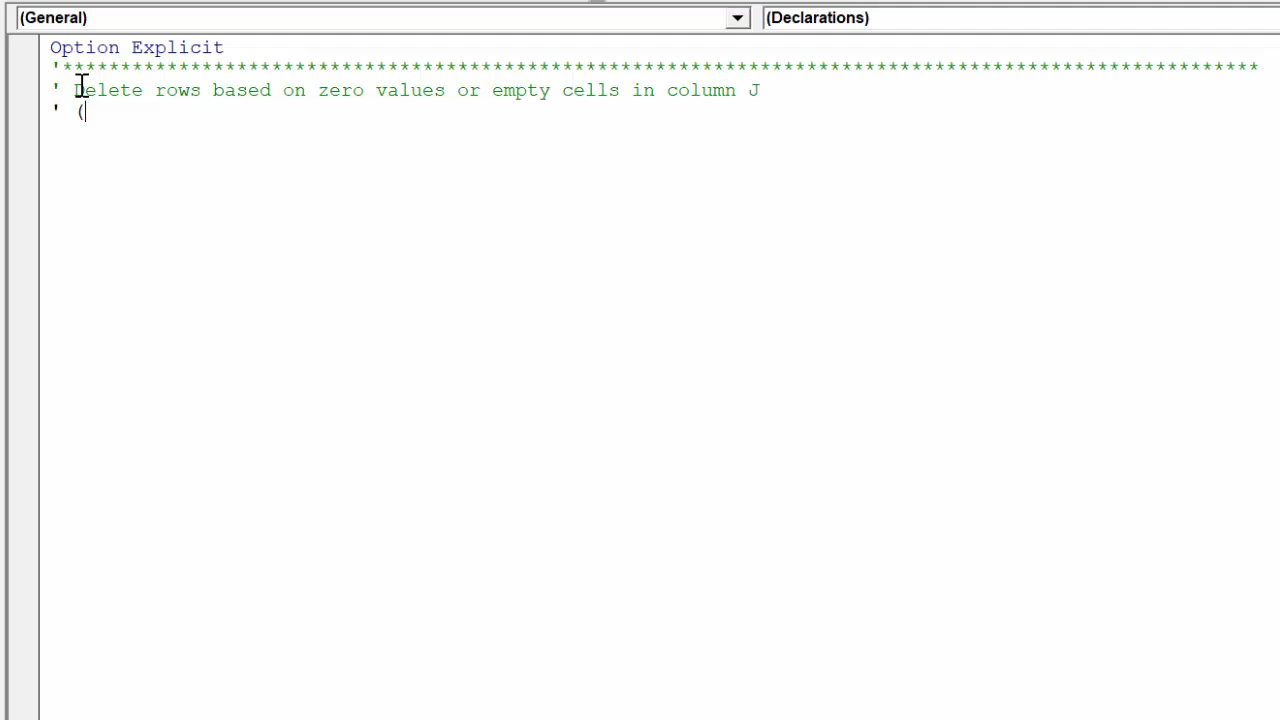 (General)
(Declarations)
Option Explicit
'*******************************************************************************************************
' Delete rows based on zero values or empty cells in column J
' (